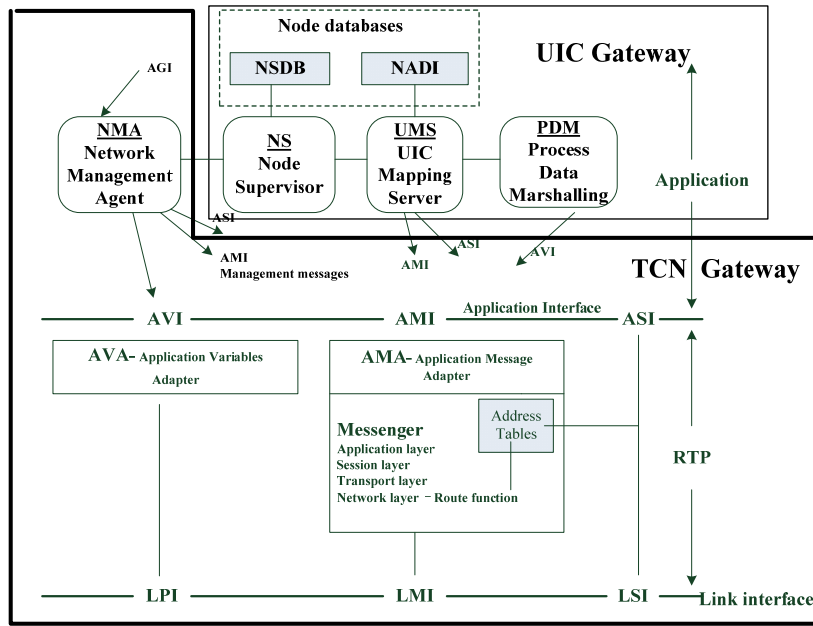 Node databases
UIC Gateway
NSDB
NADI
AGI
NMA
Network
Management
Agent
NS
Node
Supervisor
UMS
UIC
Mapping
Server
PDM
Process
Data
Marshalling
Application
ASI
AMI
Management messages
AMI
ASI
AVI
TCN Gateway
Application Interface
AVI
AMI
ASI
AVA- Application Variables
Adapter
AMA- Application Message
Adapter
Address
Tables
Messenger
Application layer
Session layer
Transport layer
Network layer - Route function
RTP
LPI
LMI
LSI
Link interface